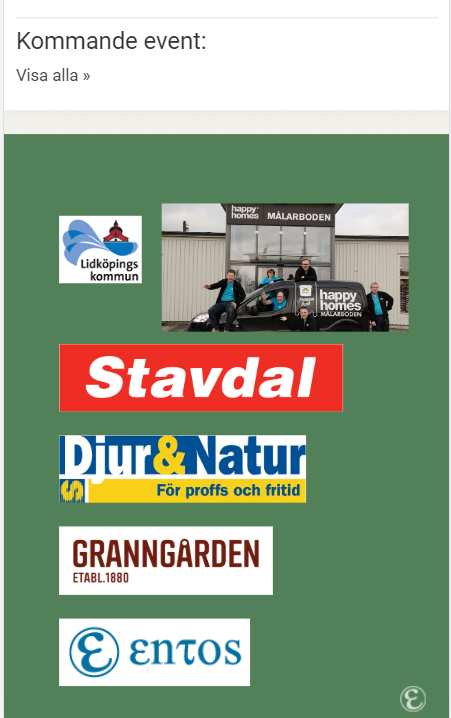 Kommande event:
Visa alla »
happy
homes
MÅLARBODEN
Lidköpings
kommun
happy
homes
MÅLARBODEN
Stavdal
Djur&Natur
För proffs och fritid
GRANNGÅRDEN
ETABL.1880
entos